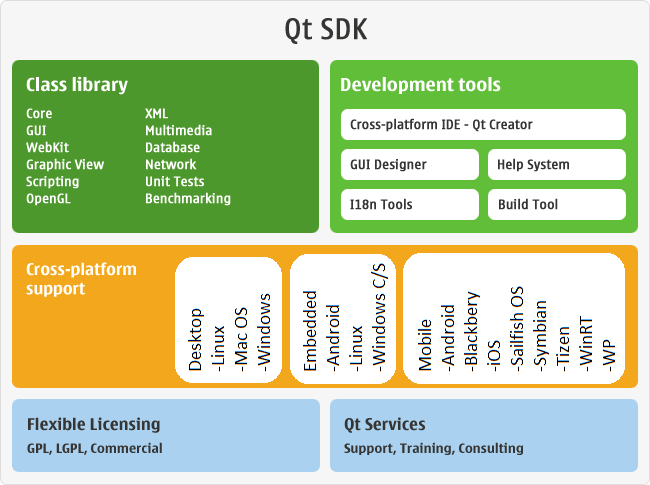 Qt SDK
Class library
Core
GUI
WebKit
Graphic View
Scripting
OpenGL
XML
Multimedia
Database
Network
Unit Tests
Benchmarking
Development tools
Cross-platform IDE - Qt Creator
GUI Designer
Help System
I18n Tools
Build Tool
Cross-platform
support
Desktop
-Linux
-Mac OS
-Windows
Embedded
-Android
-Linux
-Windows C/S
Mobile
-Android
-Blackbery
-iOS
-Sailfish OS
-Symbian
-Tizen
-WinRT
-WP
Flexible Licensing
GPL, LGPL, Commercial
Qt Services
Support, Training, Consulting